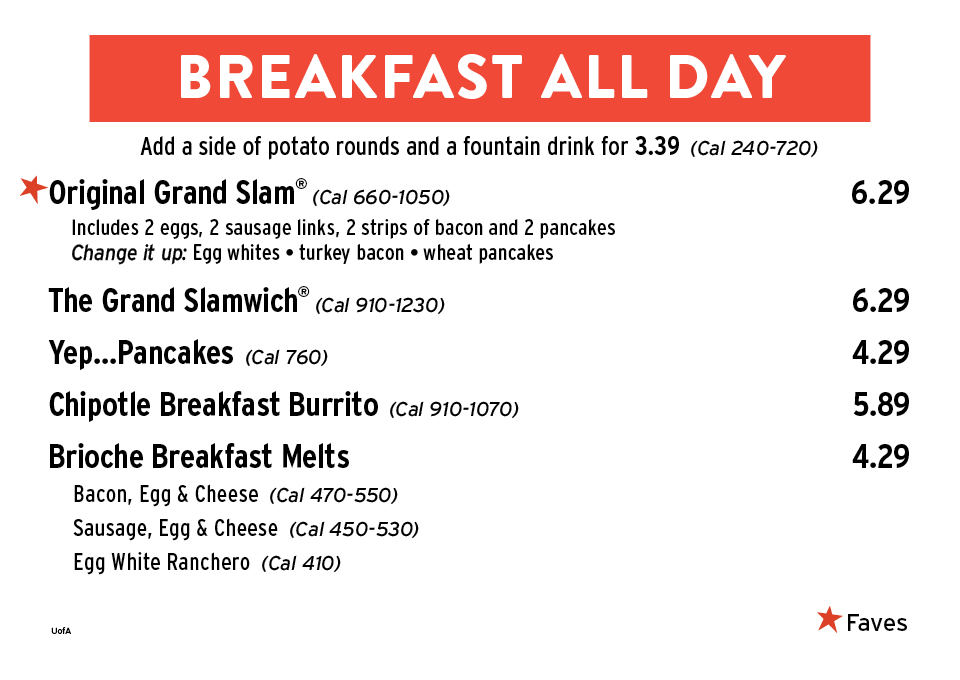 BREAKFAST ALL DAY
Add a side of potato rounds and a fountain drink for 3.39 (Cal 240-720)
Original Grand Slam® (Cal 660-1050) 6.29
Includes 2 eggs, 2 sausage links, 2 strips of bacon and 2 pancakes
Change it up: Egg whites • turkey bacon • wheat pancakes
The Grand Slamwich® (Cal 910-1230) 6.29
Yep...Pancakes (Cal 760) 4.29
Chipotle Breakfast Burrito (Cal 910-1070) 5.89
Brioche Breakfast Melts 4.29
Bacon, Egg & Cheese (Cal 470-550)
Sausage, Egg & Cheese (Cal 450-530)
Egg White Ranchero (Cal 410)
Faves
UofA